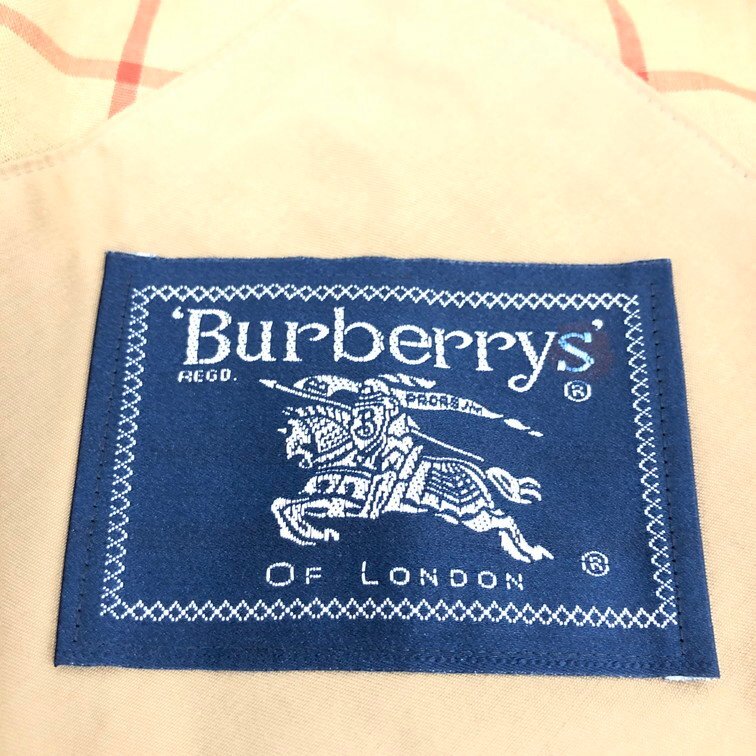 'Burberrys'
REGD.
®
PRORSUM
OF LONDON ®